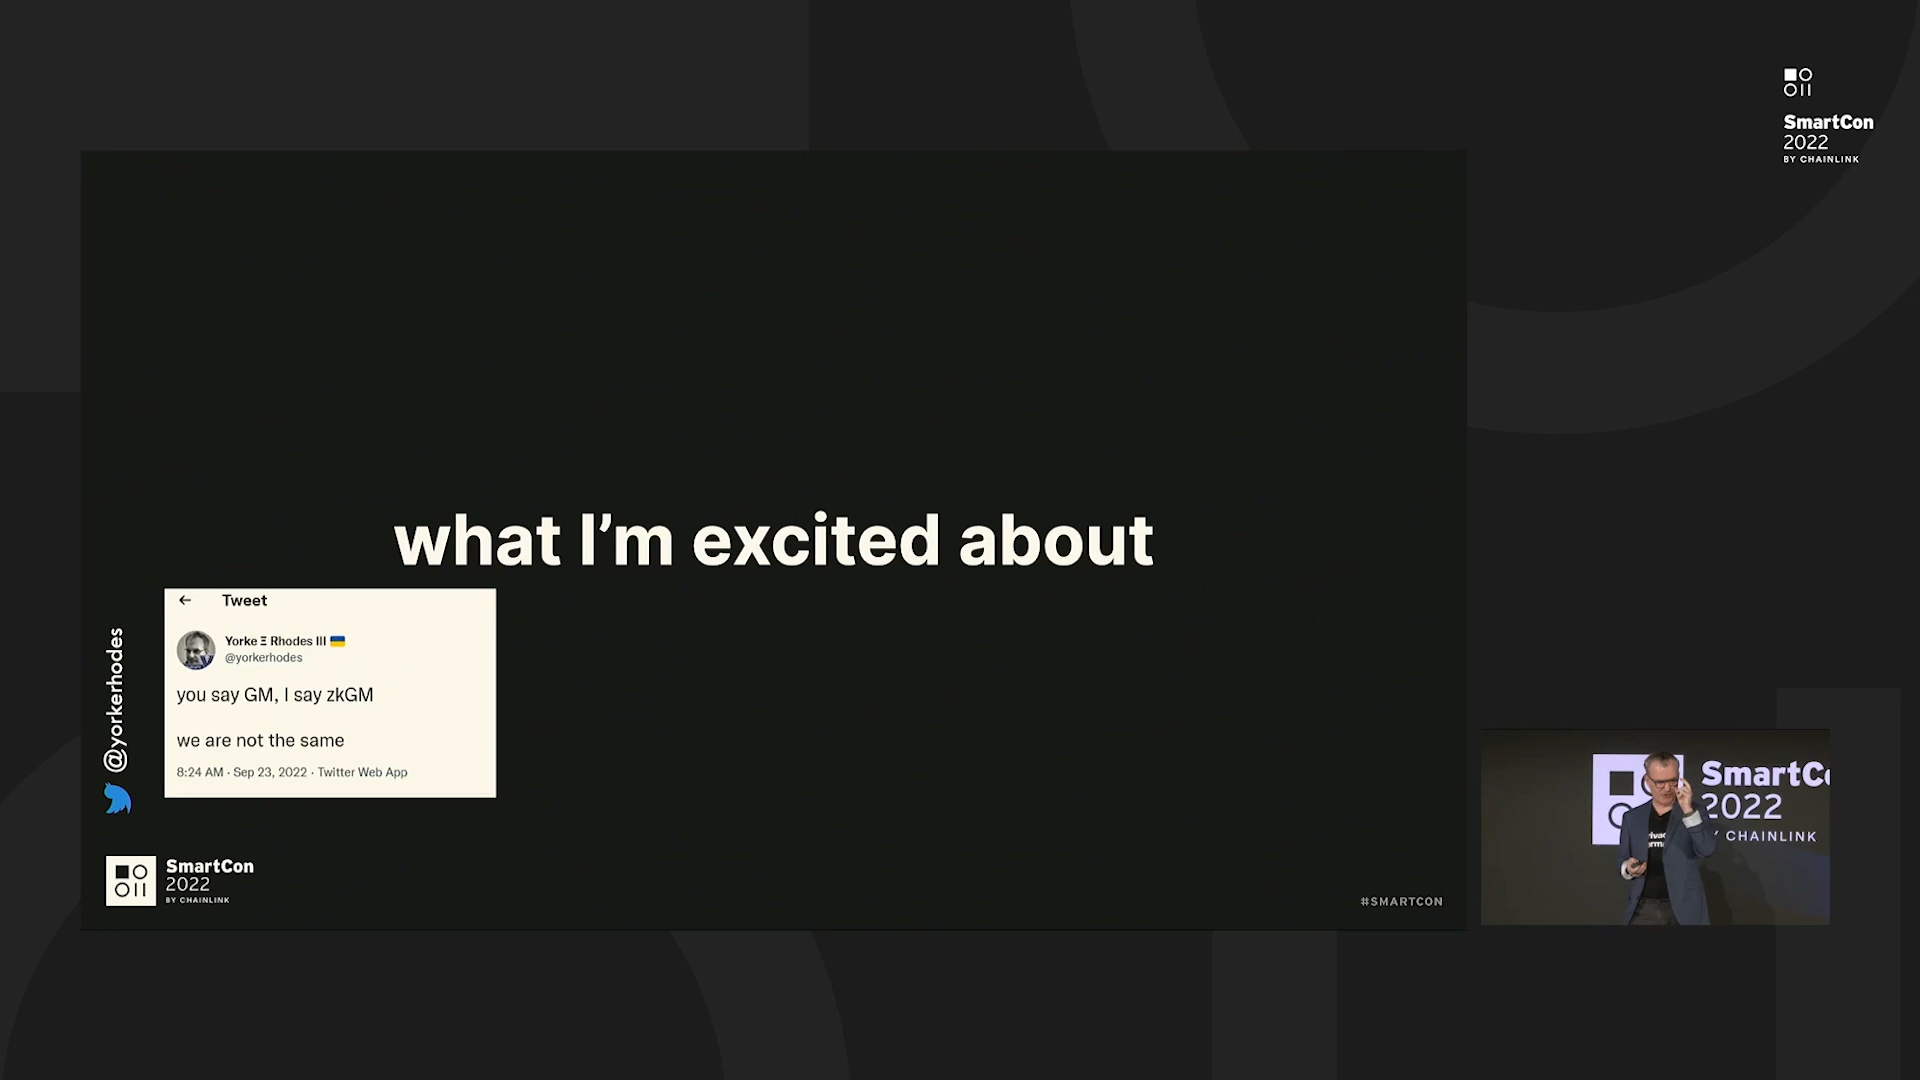 SmartCon
2022
BY CHAINLINK
what I’m excited about
@yorkerhodes
← Tweet
Yorke Ξ Rhodes III 🇺🇦
@yorkerhodes
you say GM, I say zkGM
we are not the same
8:24 AM · Sep 23, 2022 · Twitter Web App
SmartCon
2022
BY CHAINLINK
#SMARTCON
2022
CHAINLINK